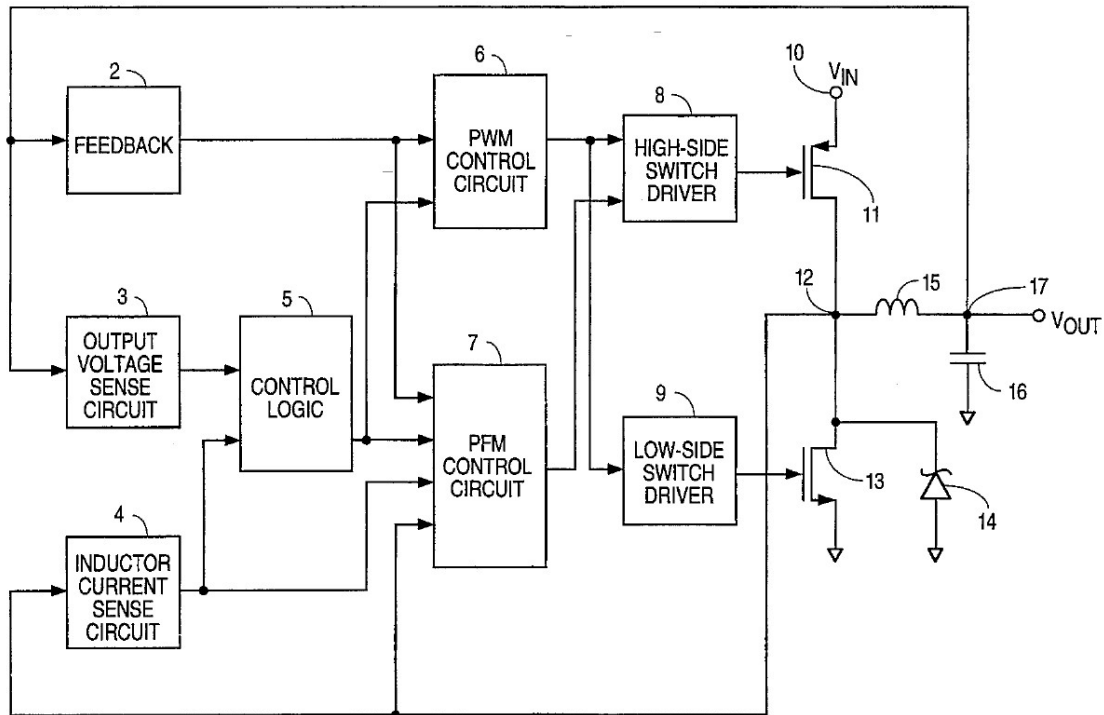 2
FEEDBACK
6
PWM
CONTROL
CIRCUIT
8
HIGH-SIDE
SWITCH
DRIVER
10
VIN
11
3
OUTPUT
VOLTAGE
SENSE
CIRCUIT
5
CONTROL
LOGIC
7
PFM
CONTROL
CIRCUIT
12
15
17
VOUT
16
9
LOW-SIDE
SWITCH
DRIVER
13
14
4
INDUCTOR
CURRENT
SENSE
CIRCUIT